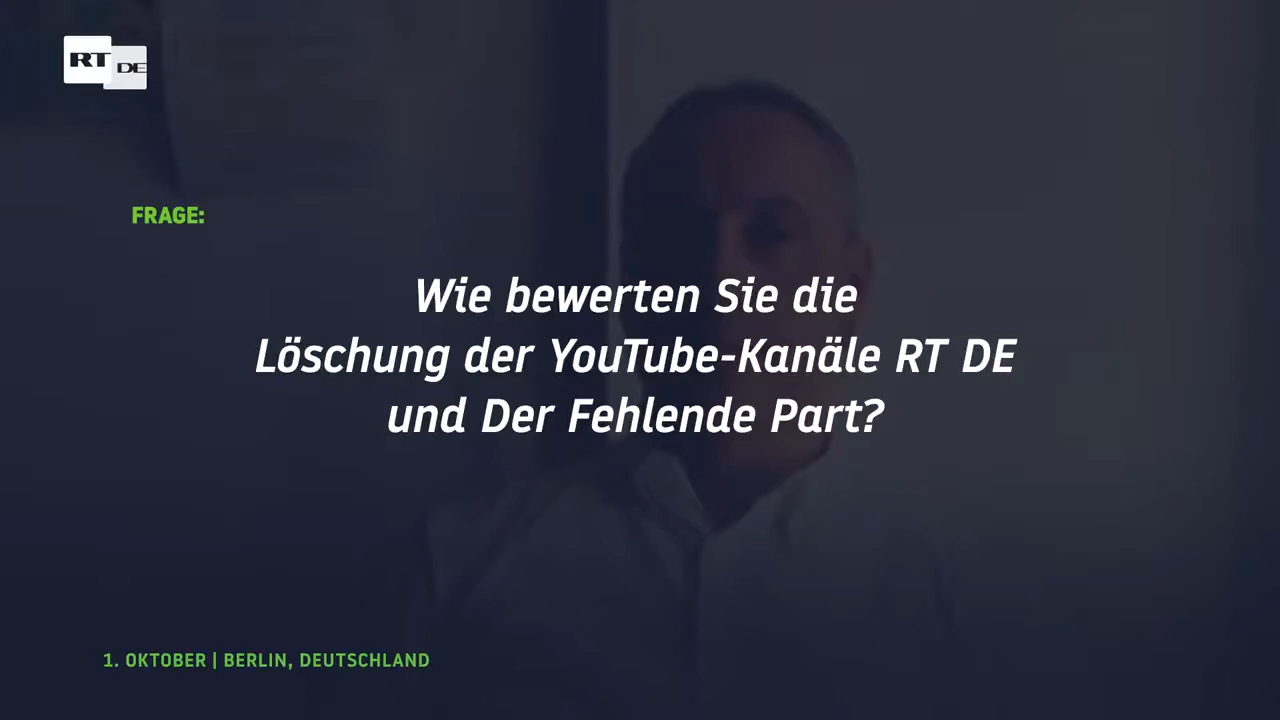 RT DE
FRAGE:
Wie bewerten Sie die
Löschung der YouTube-Kanäle RT DE
und Der Fehlende Part?
1. OKTOBER | BERLIN, DEUTSCHLAND